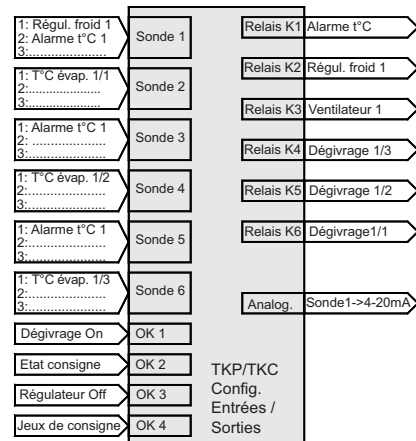 1: Régul. froid 1
2: Alarme t°C 1
3:......................
Sonde 1
1: T°C évap. 1/1
2:....................
3:....................
Sonde 2
1: Alarme t°C 1
2:......................
3:......................
Sonde 3
1: T°C évap. 1/2
2:......................
3:......................
Sonde 4
1: Alarme t°C 1
2:......................
3:......................
Sonde 5
1: T°C évap. 1/3
2:......................
3:......................
Sonde 6
Dégivrage On
OK 1
Etat consigne
OK 2
Régulateur Off
OK 3
Jeux de consigne
OK 4
Relais K1 Alarme t°C
Relais K2 Régul. froid 1
Relais K3 Ventilateur 1
Relais K4 Dégivrage 1/3
Relais K5 Dégivrage 1/2
Relais K6 Dégivrage1/1
Analog. Sonde1->4-20mA
TKP/TKC
Config.
Entrées /
Sorties